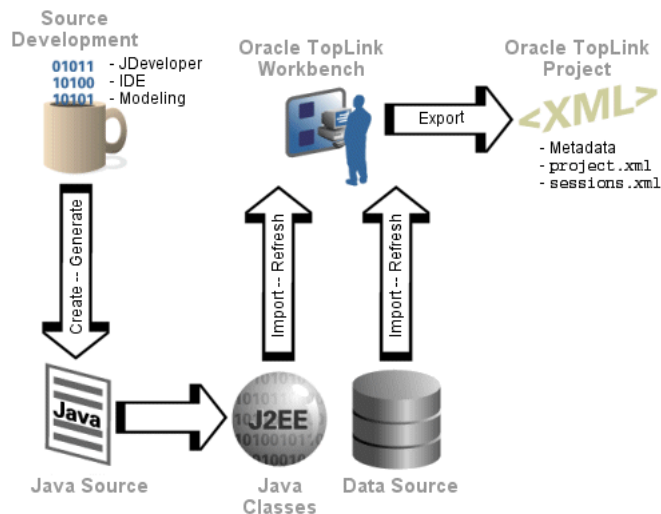 Source
Development
01011
10100
10101
- JDeveloper
- IDE
- Modeling
Oracle TopLink
Workbench
Oracle TopLink
Project
Export
<XML>
- Metadata
- project.xml
- sessions.xml
Create -- Generate
Import -- Refresh
Import -- Refresh
Java
J2EE
Java Source
Java
Classes
Data Source